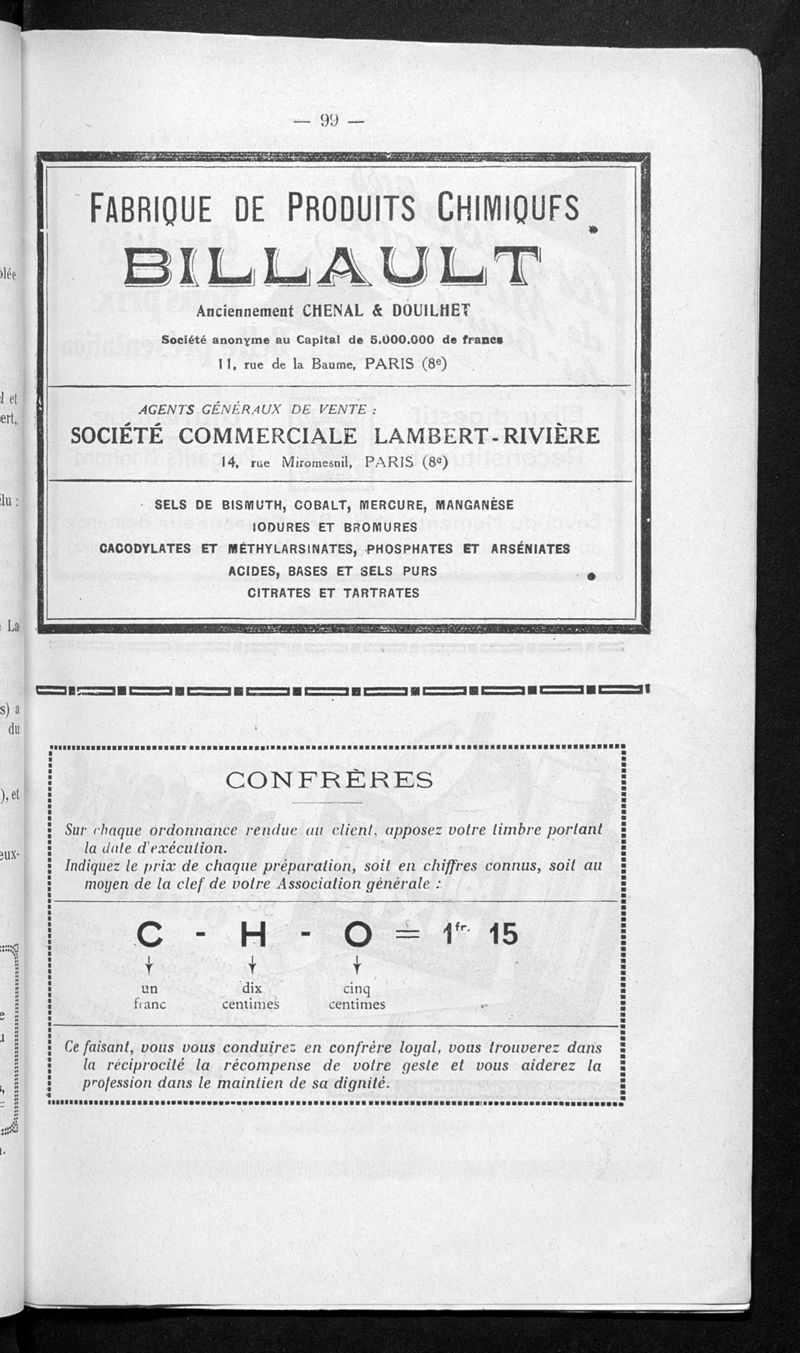 — 99 —
FABRIQUE DE PRODUITS CHIMIQUES
BILLAULT
Anciennement CHENAL & DOUILHET
Société anonyme au Capital de 5.000.000 de francs
11, rue de la Baume, PARIS (8e)
AGENTS GÉNÉRAUX DE VENTE :
SOCIÉTÉ COMMERCIALE LAMBERT-RIVIÈRE
14, rue Miromesnil, PARIS (8e)
SELS DE BISMUTH, COBALT, MERCURE, MANGANÈSE
IODURES ET BROMURES
CACODYLATES ET MÉTHYLARSINATES, PHOSPHATES ET ARSÉNIATES
ACIDES, BASES ET SELS PURS
CITRATES ET TARTRATES
CONFRÈRES
Sur chaque ordonnance rendue au client, apposez votre timbre portant
la date d'exécution.
Indiquez le prix de chaque préparation, soit en chiffres connus, soit au
moyen de la clef de votre Association générale :
C - H - O = 1fr. 15
un dix cinq
franc centimes centimes
Ce faisant, vous vous conduirez en confrère loyal, vous trouverez dans
la réciprocité la récompense de votre geste et vous aiderez la
profession dans le maintien de sa dignité.